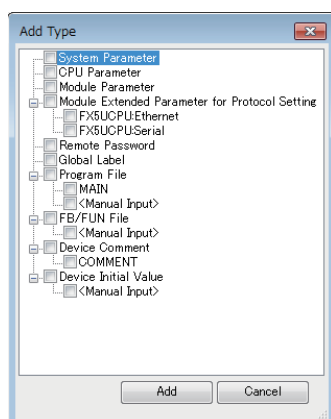 Add Type
System Parameter
CPU Parameter
Module Parameter
Module Extended Parameter for Protocol Setting
FX5UCPU:Ethernet
FX5UCPU:Serial
Remote Password
Global Label
Program File
MAIN
<Manual Input>
FB/FUN File
<Manual Input>
Device Comment
COMMENT
Device Initial Value
<Manual Input>
Add Cancel